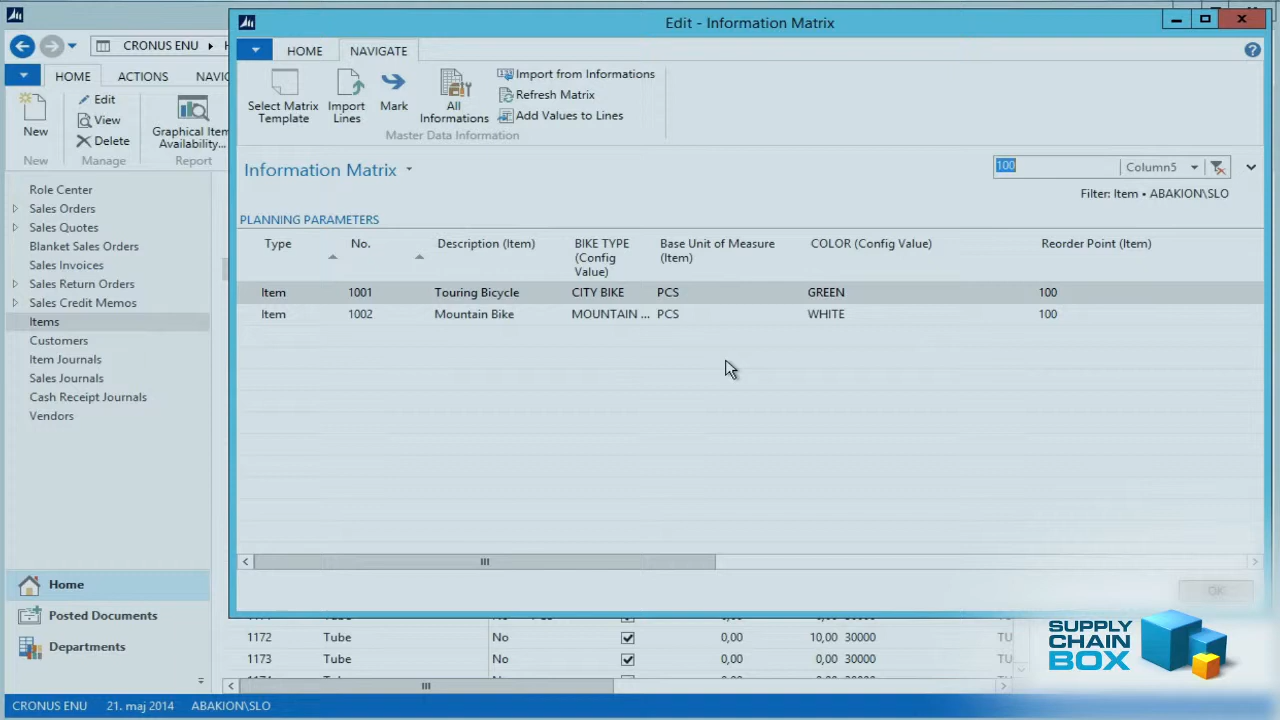 Edit - Information Matrix
CRONUS ENU
HOME ACTIONS
HOME NAVIGATE
New
Edit
View
Delete
Graphical Item
Availability...
New Manage Report
Select Matrix
Template
Import
Lines
Mark
All
Informations
Import from Informations
Refresh Matrix
Add Values to Lines
Master Data Information
Information Matrix
100 Column5
Filter: Item • ABAKION\SLO
PLANNING PARAMETERS
Type No. Description (Item) BIKE TYPE (Config Value) Base Unit of Measure (Item) COLOR (Config Value) Reorder Point (Item)
Item 1001 Touring Bicycle CITY BIKE PCS GREEN 100
Item 1002 Mountain Bike MOUNTAIN ... PCS WHITE 100
Role Center
Sales Orders
Sales Quotes
Blanket Sales Orders
Sales Invoices
Sales Return Orders
Sales Credit Memos
Items
Customers
Item Journals
Sales Journals
Cash Receipt Journals
Vendors
Home
Posted Documents
Departments
OK
1172 Tube No 0,00 10,00 30000 TU
1173 Tube No 0,00 0,00 30000 TU
SUPPLY
CHAIN
BOX
CRONUS ENU 21. maj 2014 ABAKION\SLO